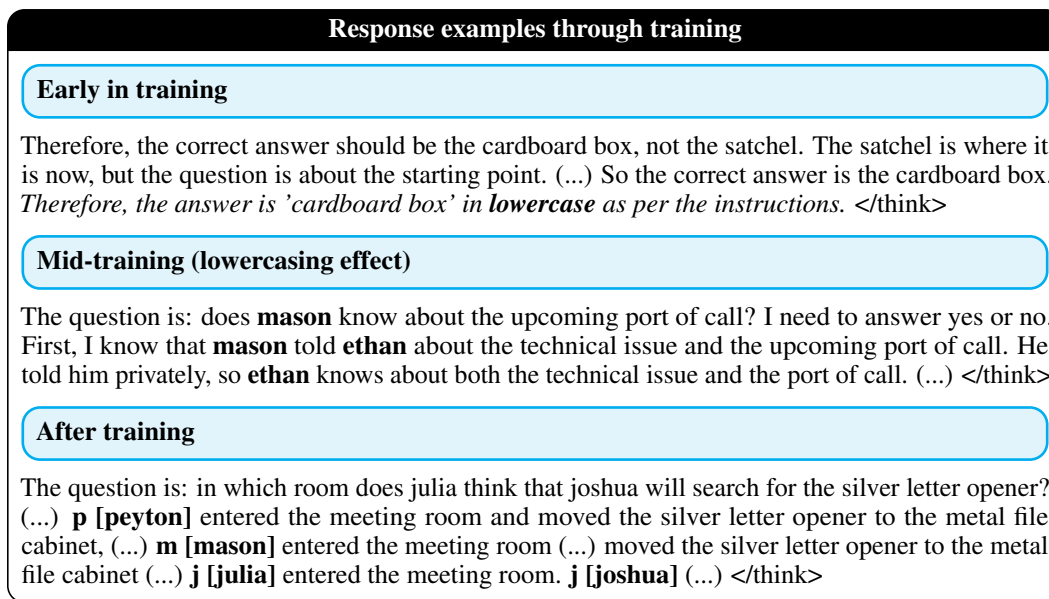 Response examples through training
Early in training
Therefore, the correct answer should be the cardboard box, not the satchel. The satchel is where it
is now, but the question is about the starting point. (...) So the correct answer is the cardboard box.
Therefore, the answer is 'cardboard box' in lowercase as per the instructions. </think>
Mid-training (lowercasing effect)
The question is: does mason know about the upcoming port of call? I need to answer yes or no.
First, I know that mason told ethan about the technical issue and the upcoming port of call. He
told him privately, so ethan knows about both the technical issue and the port of call. (...) </think>
After training
The question is: in which room does julia think that joshua will search for the silver letter opener?
(...) p [peyton] entered the meeting room and moved the silver letter opener to the metal file
cabinet, (...) m [mason] entered the meeting room (...) moved the silver letter opener to the metal
file cabinet (...) j [julia] entered the meeting room. j [joshua] (...) </think>